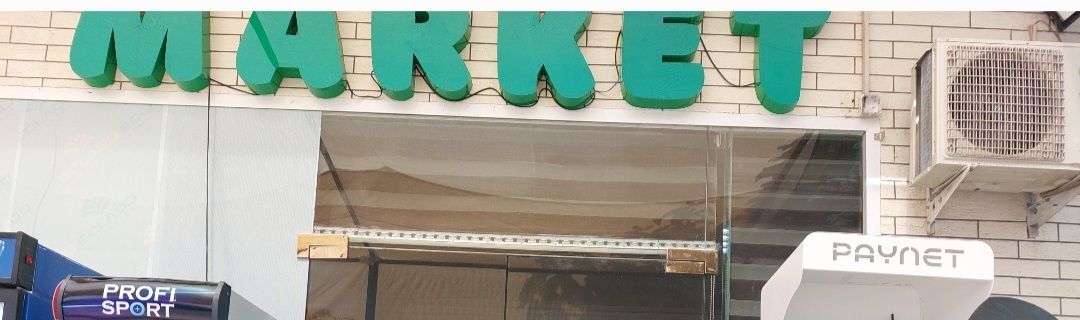 MARKET
PAYNET
PROFI
SPORT